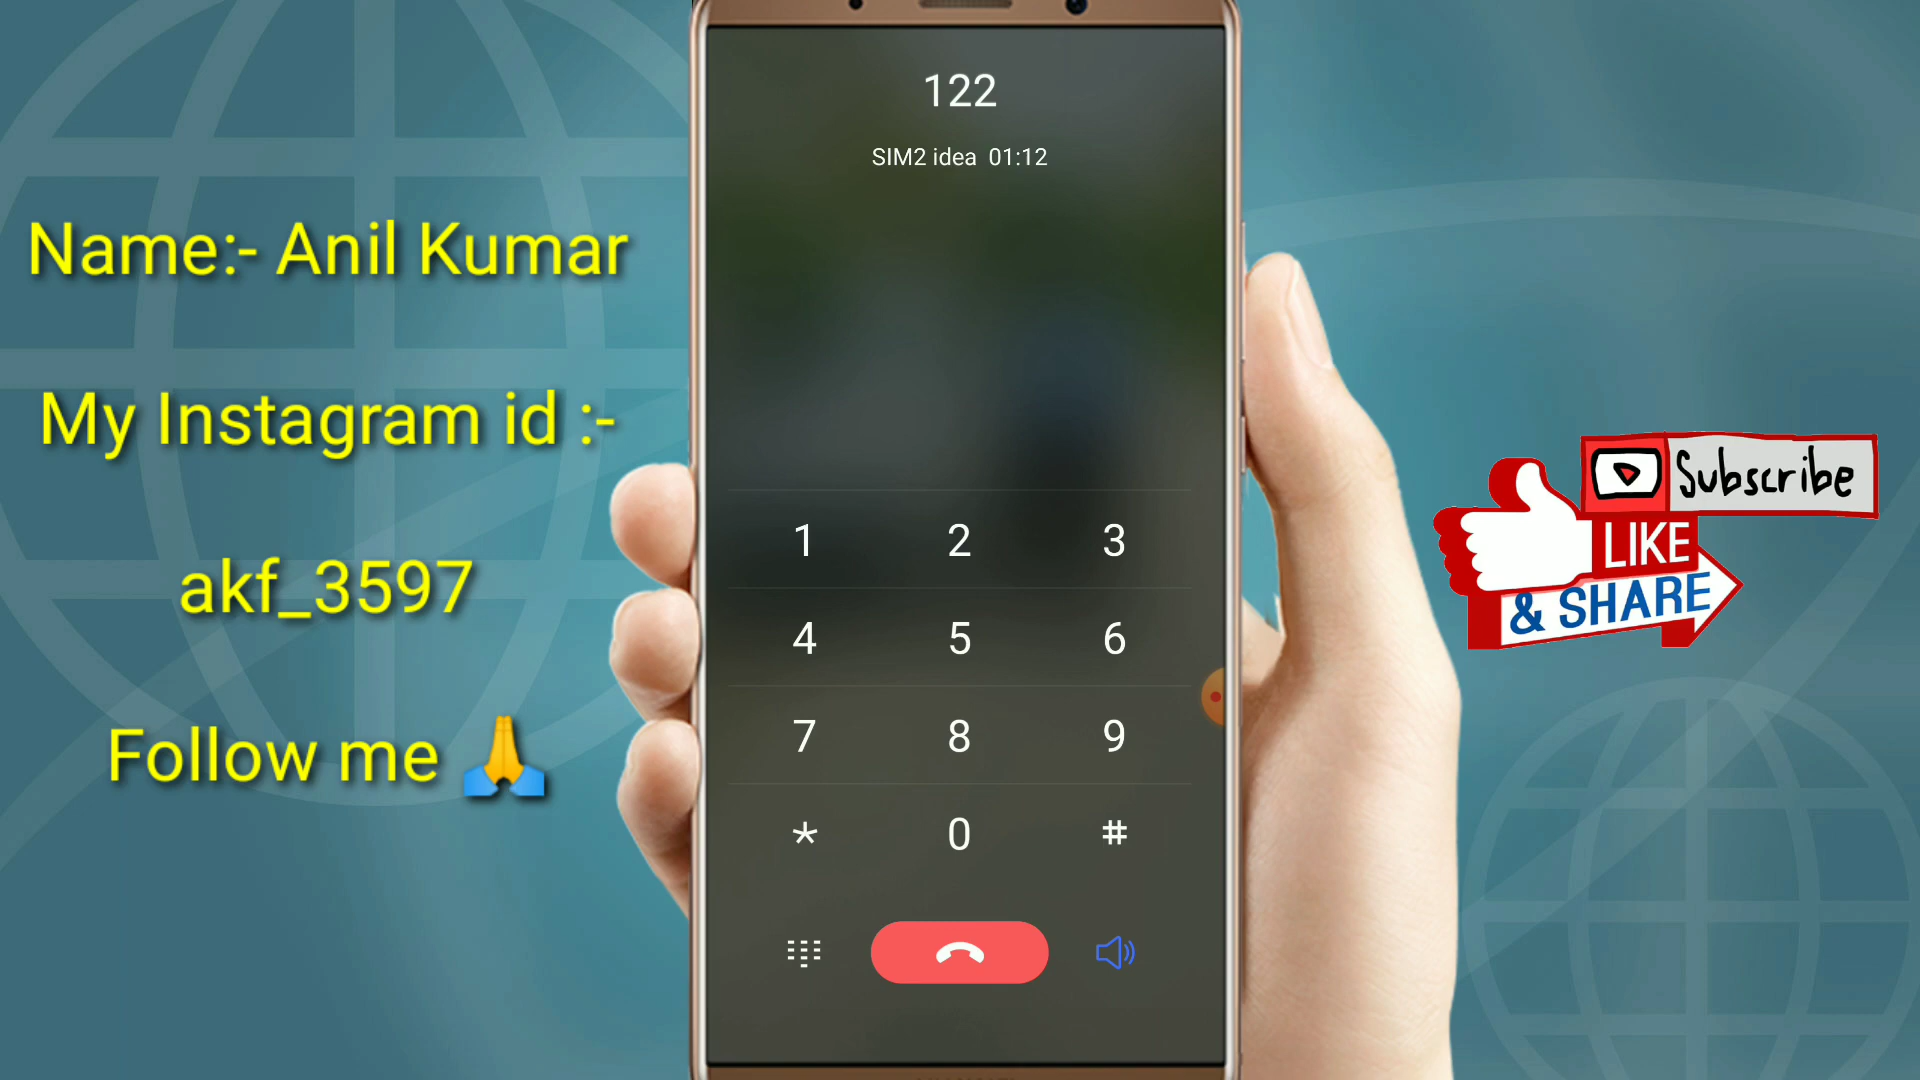 Name:- Anil Kumar
My Instagram id :-
akf_3597
Follow me 🙏
122
SIM2 idea 01:12
1 2 3
4 5 6
7 8 9
* 0 #
Subscribe
LIKE
& SHARE